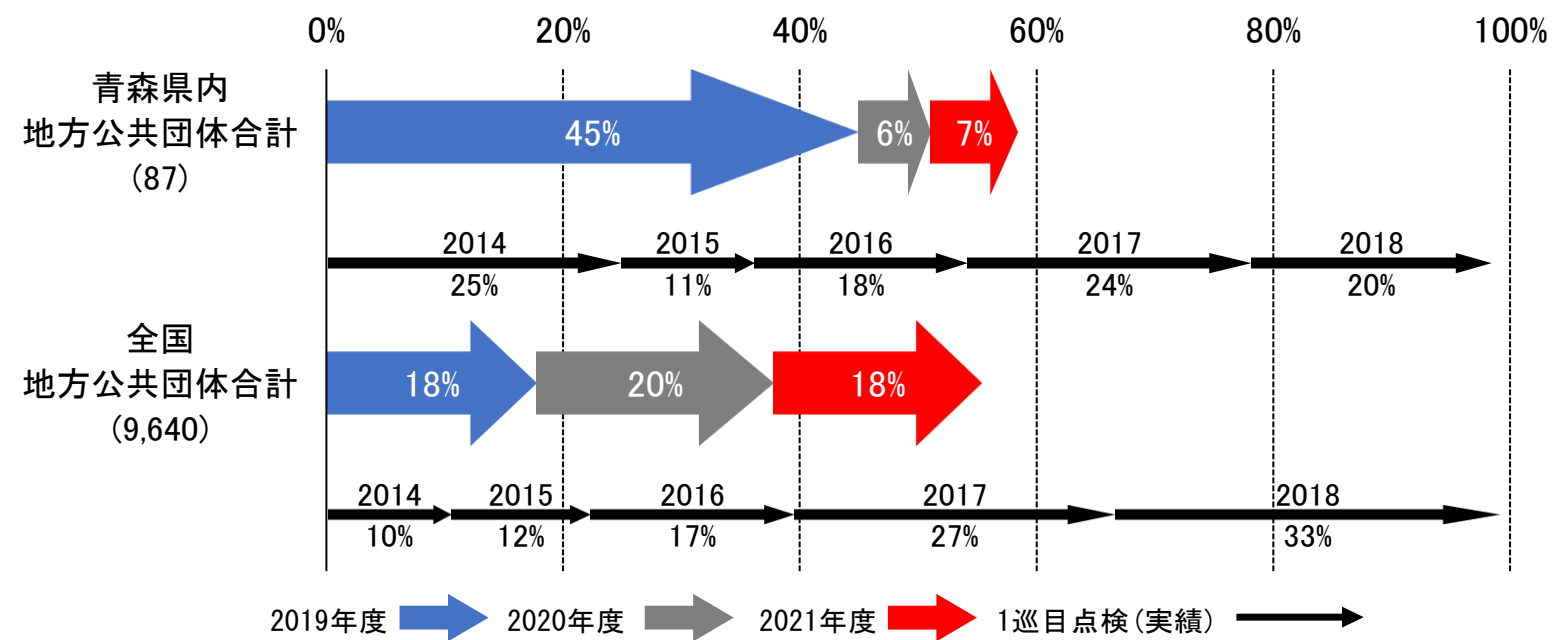 0% 20% 40% 60% 80% 100%
青森県内
地方公共団体合計
(87)
45% 6% 7%
2014 2015 2016 2017 2018
25% 11% 18% 24% 20%
全国
地方公共団体合計
(9,640)
18% 20% 18%
2014 2015 2016 2017 2018
10% 12% 17% 27% 33%
2019年度 2020年度 2021年度 1巡目点検(実績)